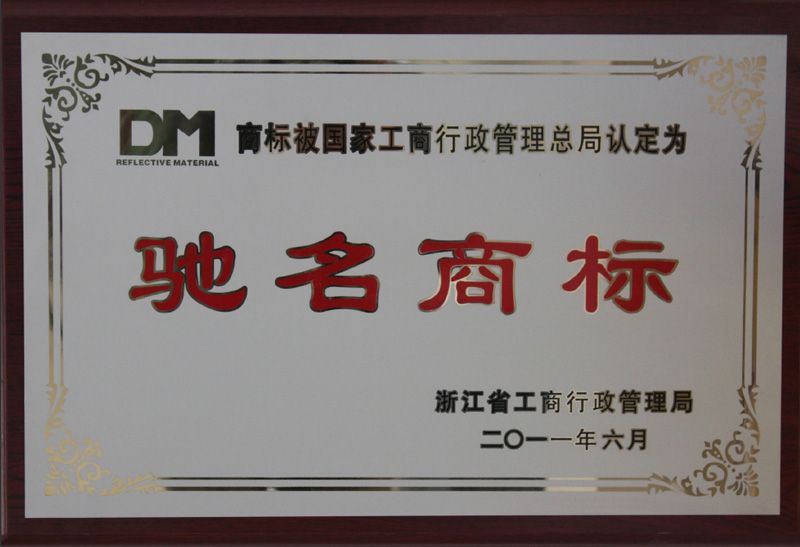 DM 商标被国家工商行政管理总局认定为
REFLECTIVE MATERIAL
驰名商标
浙江省工商行政管理局
二〇一一年六月